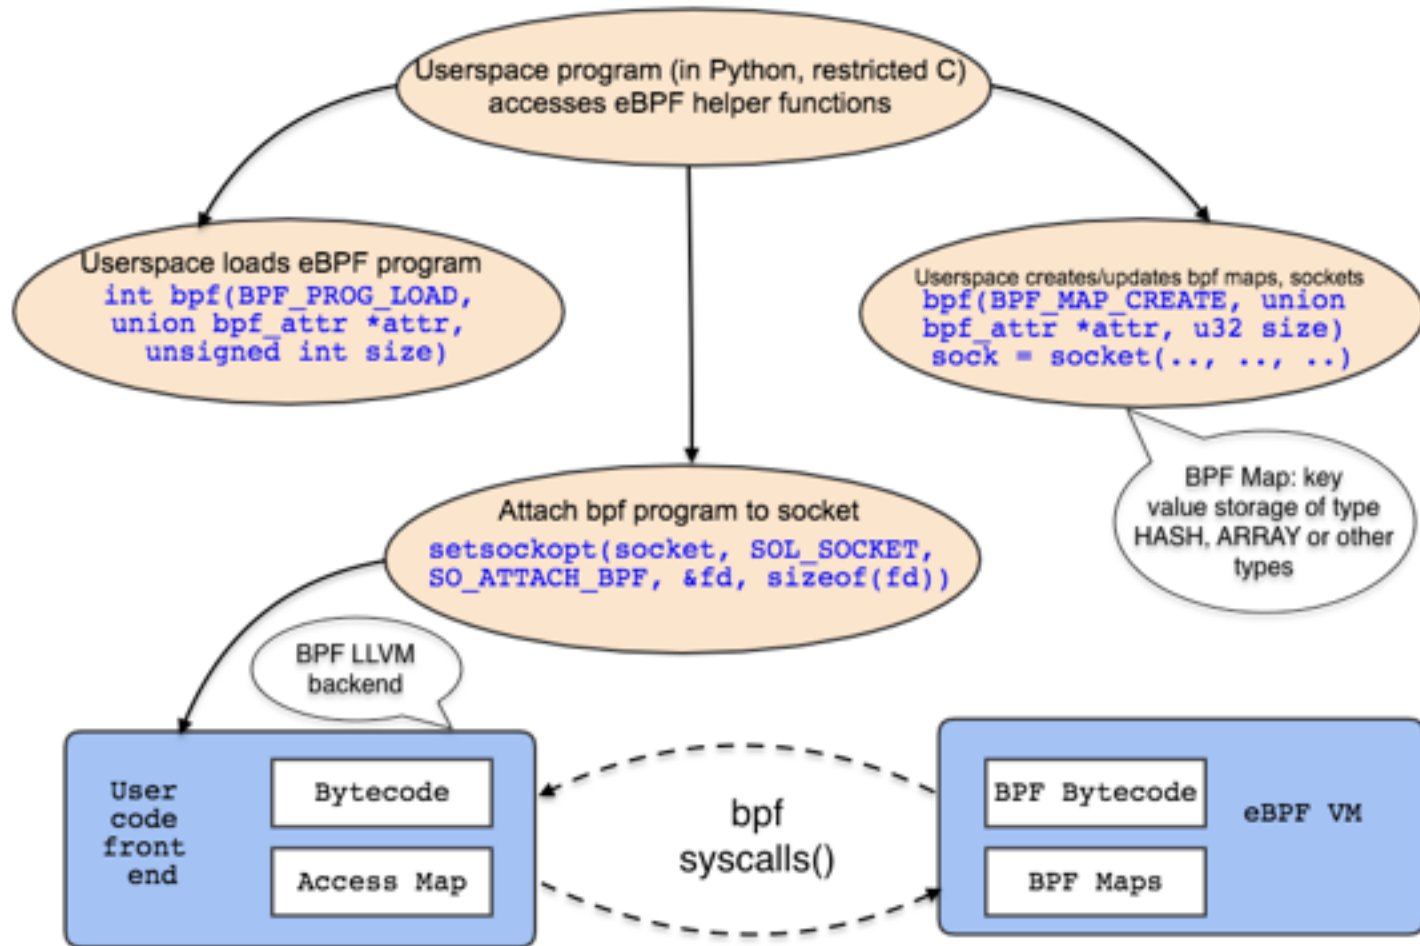 Userspace program (in Python, restricted C)
accesses eBPF helper functions
Userspace loads eBPF program
int bpf(BPF_PROG_LOAD,
union bpf_attr *attr,
unsigned int size)
Userspace creates/updates bpf maps, sockets
bpf(BPF_MAP_CREATE, union
bpf_attr *attr, u32 size)
sock = socket(.., .., ..)
BPF Map: key
value storage of type
HASH, ARRAY or other
types
Attach bpf program to socket
setsockopt(socket, SOL_SOCKET,
SO_ATTACH_BPF, &fd, sizeof(fd))
BPF LLVM
backend
User
code
front
end
Bytecode
Access Map
bpf
syscalls()
BPF Bytecode
BPF Maps
eBPF VM